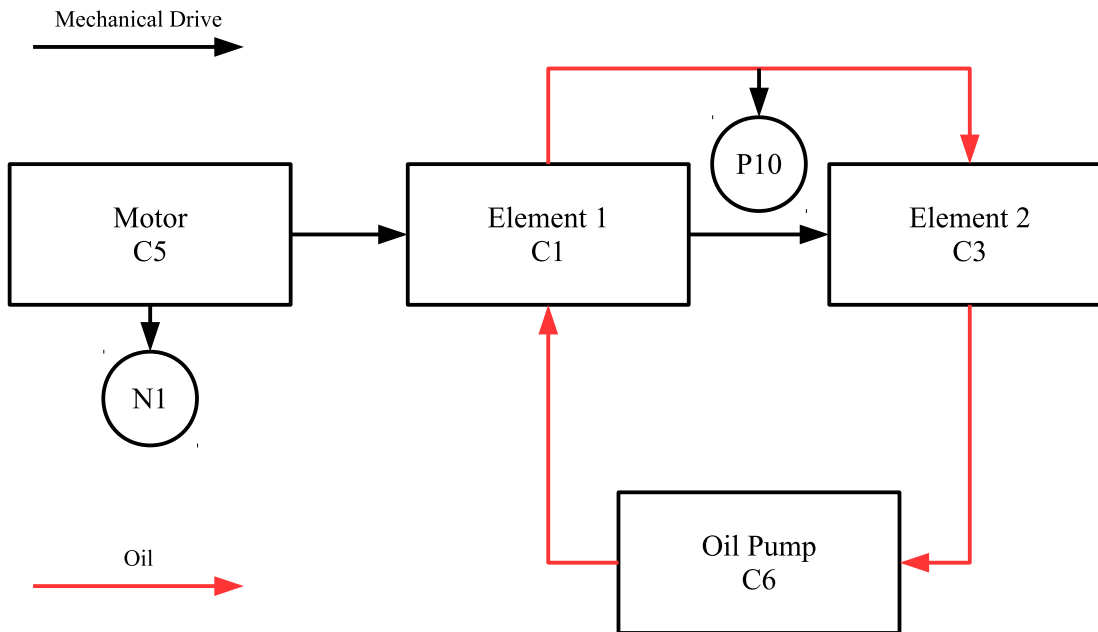 Mechanical Drive
P10
Motor
C5
Element 1
C1
Element 2
C3
N1
Oil Pump
C6
Oil